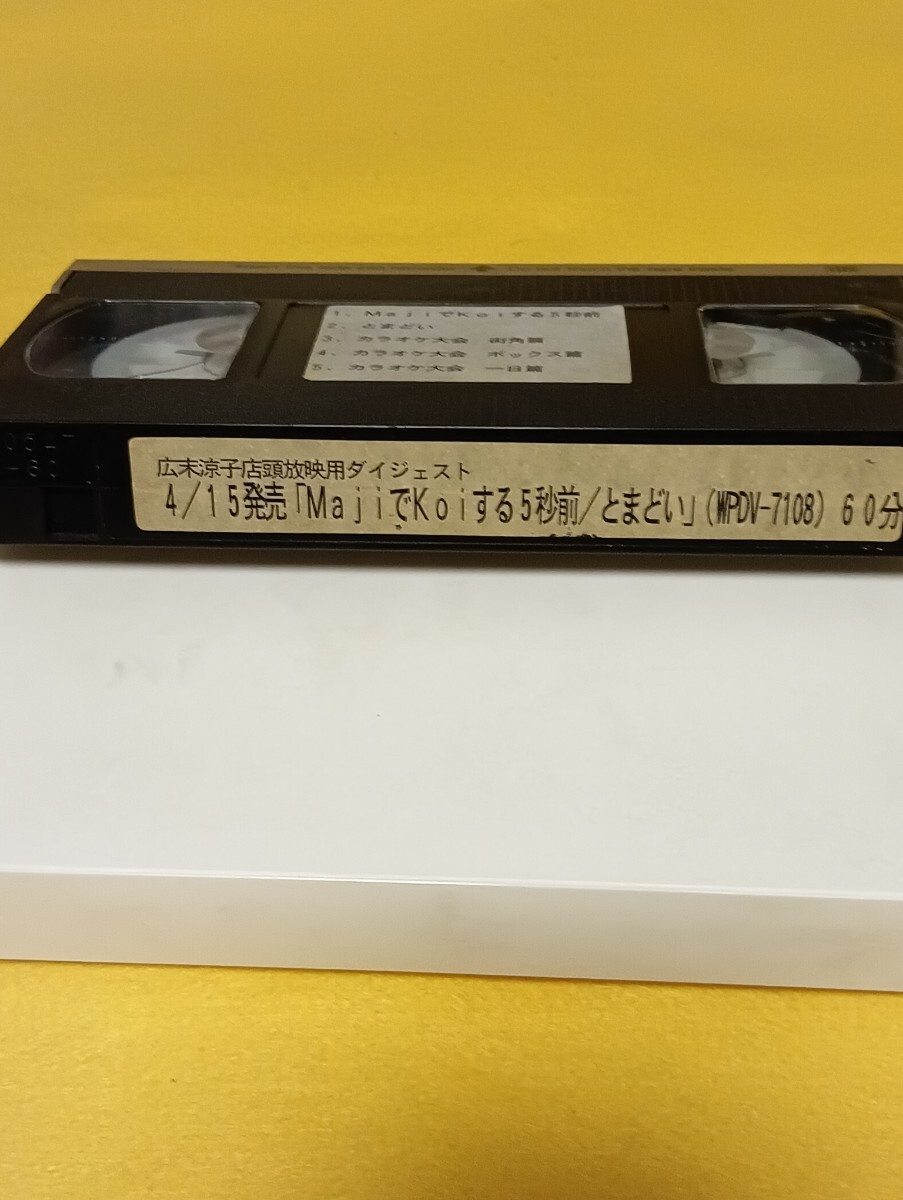 1. MajiでKoiする5秒前
2. とまどい
3. カラオケ大会 街角篇
4. カラオケ大会 ボックス篇
5. カラオケ大会 一日篇
広末涼子店頭放映用ダイジェスト
4/15発売「MajiでKoiする5秒前/とまどい」(WPDV-7108) 60分